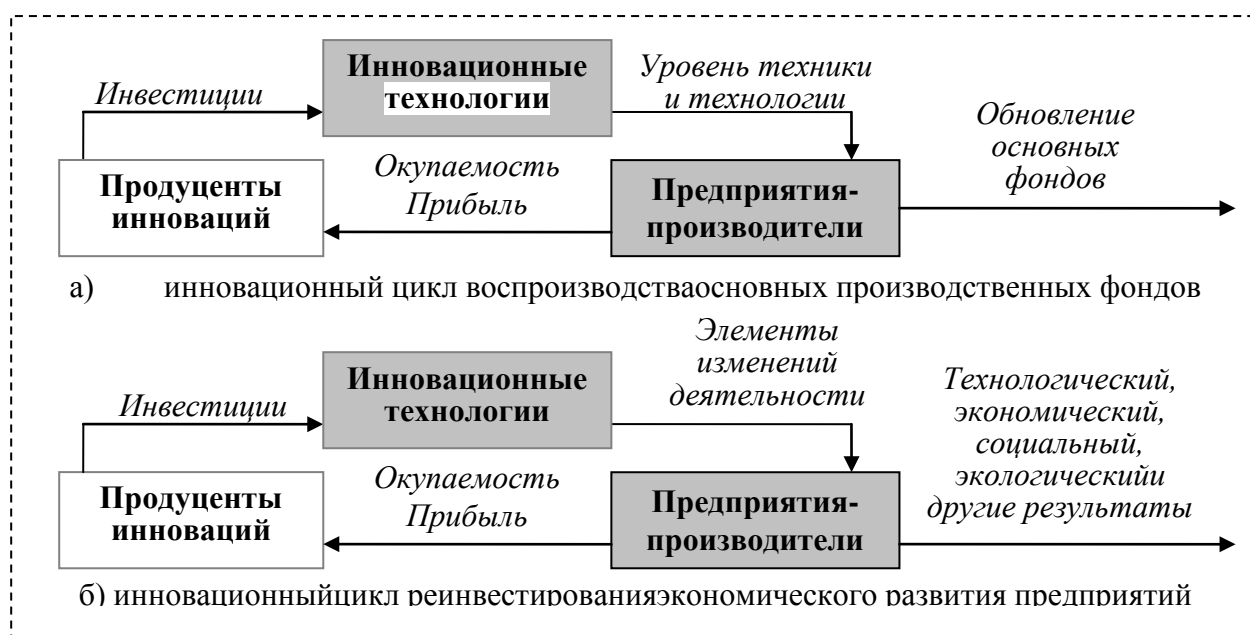 Инвестиции
Инновационные
технологии
Уровень техники
и технологии
Обновление
основных
фондов
Продуценты
инноваций
Окупаемость
Прибыль
Предприятия-
производители
а) инновационный цикл воспроизводстваосновных производственных фондов
Инвестиции
Инновационные
технологии
Элементы
изменений
деятельности
Технологический,
экономический,
социальный,
экологическийи
другие результаты
Продуценты
инноваций
Окупаемость
Прибыль
Предприятия-
производители
б) инновационныйцикл реинвестированияэкономического развития предприятий